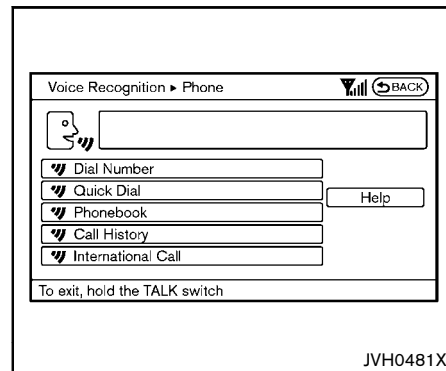 Voice Recognition ▸ Phone BACK
Dial Number
Quick Dial
Help
Phonebook
Call History
International Call
To exit, hold the TALK switch
JVH0481X